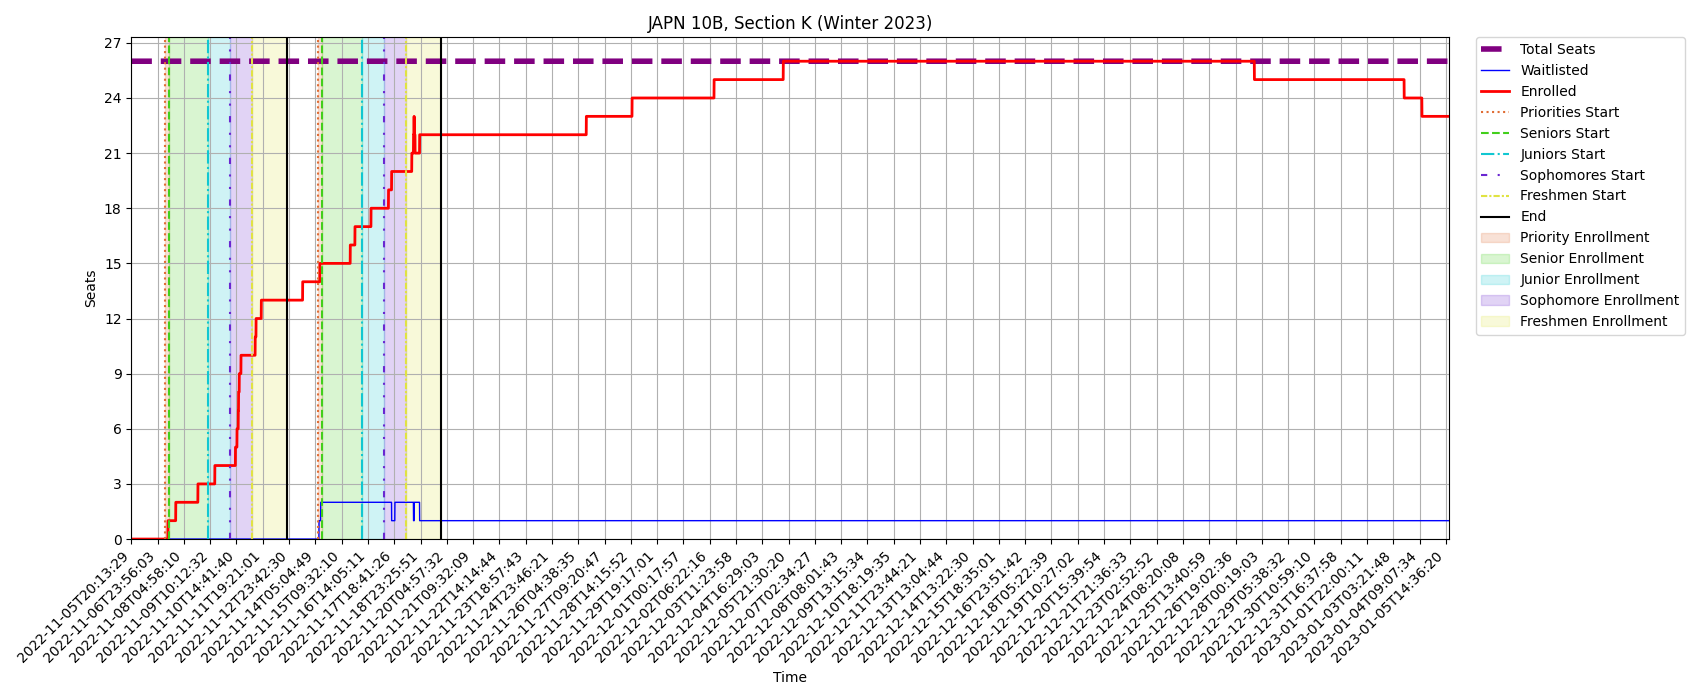 JAPN 10B, Section K (Winter 2023)
27
24
21
18
15
12
9
6
3
0
Seats
2022-11-05T20:13:29
2022-11-06T23:56:03
2022-11-08T04:58:10
2022-11-09T10:12:32
2022-11-10T14:41:40
2022-11-11T19:21:01
2022-11-12T23:42:30
2022-11-14T05:04:49
2022-11-15T09:32:10
2022-11-16T14:05:11
2022-11-17T18:41:26
2022-11-18T23:25:51
2022-11-20T04:57:32
2022-11-21T09:32:09
2022-11-22T14:14:44
2022-11-23T18:57:43
2022-11-24T23:46:21
2022-11-26T04:38:35
2022-11-27T09:20:47
2022-11-28T14:15:52
2022-11-29T19:17:01
2022-12-01T00:17:57
2022-12-02T06:22:16
2022-12-03T11:23:58
2022-12-04T16:29:03
2022-12-05T21:30:20
2022-12-07T02:34:27
2022-12-08T08:01:43
2022-12-09T13:15:34
2022-12-10T18:19:35
2022-12-11T23:44:21
2022-12-13T13:04:44
2022-12-14T13:22:30
2022-12-15T18:35:01
2022-12-16T23:51:42
2022-12-18T05:22:39
2022-12-19T10:27:02
2022-12-20T15:39:54
2022-12-21T21:36:33
2022-12-23T02:52:52
2022-12-24T08:20:08
2022-12-25T13:40:59
2022-12-26T19:02:36
2022-12-28T00:19:03
2022-12-29T05:38:32
2022-12-30T10:59:10
2022-12-31T16:37:58
2023-01-01T22:00:11
2023-01-03T03:21:48
2023-01-04T09:07:34
2023-01-05T14:36:20
Time
Total Seats
Waitlisted
Enrolled
Priorities Start
Seniors Start
Juniors Start
Sophomores Start
Freshmen Start
End
Priority Enrollment
Senior Enrollment
Junior Enrollment
Sophomore Enrollment
Freshmen Enrollment